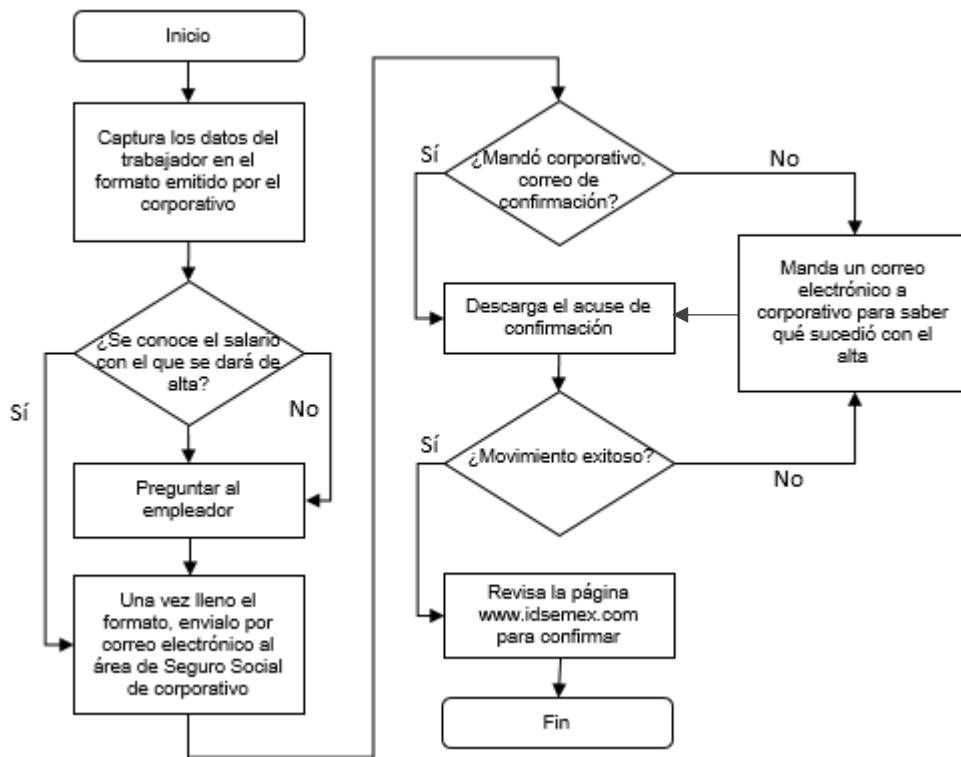 Inicio
Captura los datos del
trabajador en el
formato emitido por el
corporativo
¿Se conoce el salario
con el que se dará de
alta?
Sí
No
Preguntar al
empleador
Una vez lleno el
formato, envialo por
correo electrónico al
área de Seguro Social
de corporativo
¿Mandó corporativo,
correo de
confirmación?
Sí
No
Descarga el acuse de
confirmación
Manda un correo
electrónico a
corporativo para saber
qué sucedió con el
alta
¿Movimiento exitoso?
Sí
No
Revisa la página
www.idsemex.com
para confirmar
Fin